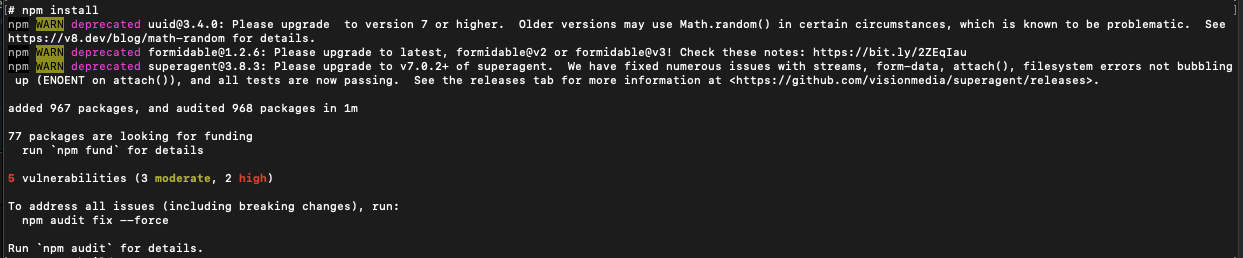 # npm install
npm WARN deprecated uuid@3.4.0: Please upgrade  to version 7 or higher.  Older versions may use Math.random() in certain circumstances, which is known to be problematic.  See
https://v8.dev/blog/math-random for details.
npm WARN deprecated formidable@1.2.6: Please upgrade to latest, formidable@v2 or formidable@v3! Check these notes: https://bit.ly/2ZEqIau
npm WARN deprecated superagent@3.8.3: Please upgrade to v7.0.2+ of superagent.  We have fixed numerous issues with streams, form-data, attach(), filesystem errors not bubbling
 up (ENOENT on attach()), and all tests are now passing.  See the releases tab for more information at <https://github.com/visionmedia/superagent/releases>.
added 967 packages, and audited 968 packages in 1m
77 packages are looking for funding
  run `npm fund` for details
5 vulnerabilities (3 moderate, 2 high)
To address all issues (including breaking changes), run:
  npm audit fix --force
Run `npm audit` for details.